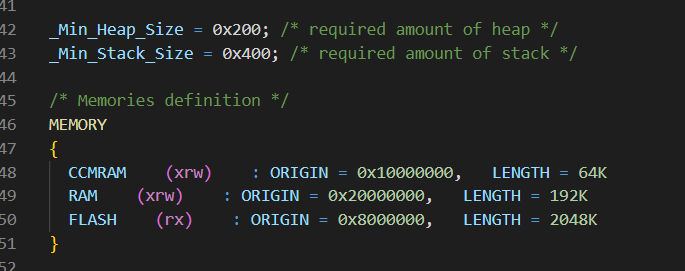 41
42 _Min_Heap_Size = 0x200; /* required amount of heap */
43 _Min_Stack_Size = 0x400; /* required amount of stack */
44
45 /* Memories definition */
46 MEMORY
47 {
48   CCMRAM    (xrw)    : ORIGIN = 0x10000000,   LENGTH = 64K
49   RAM    (xrw)    : ORIGIN = 0x20000000,   LENGTH = 192K
50   FLASH    (rx)    : ORIGIN = 0x8000000,   LENGTH = 2048K
51 }
52